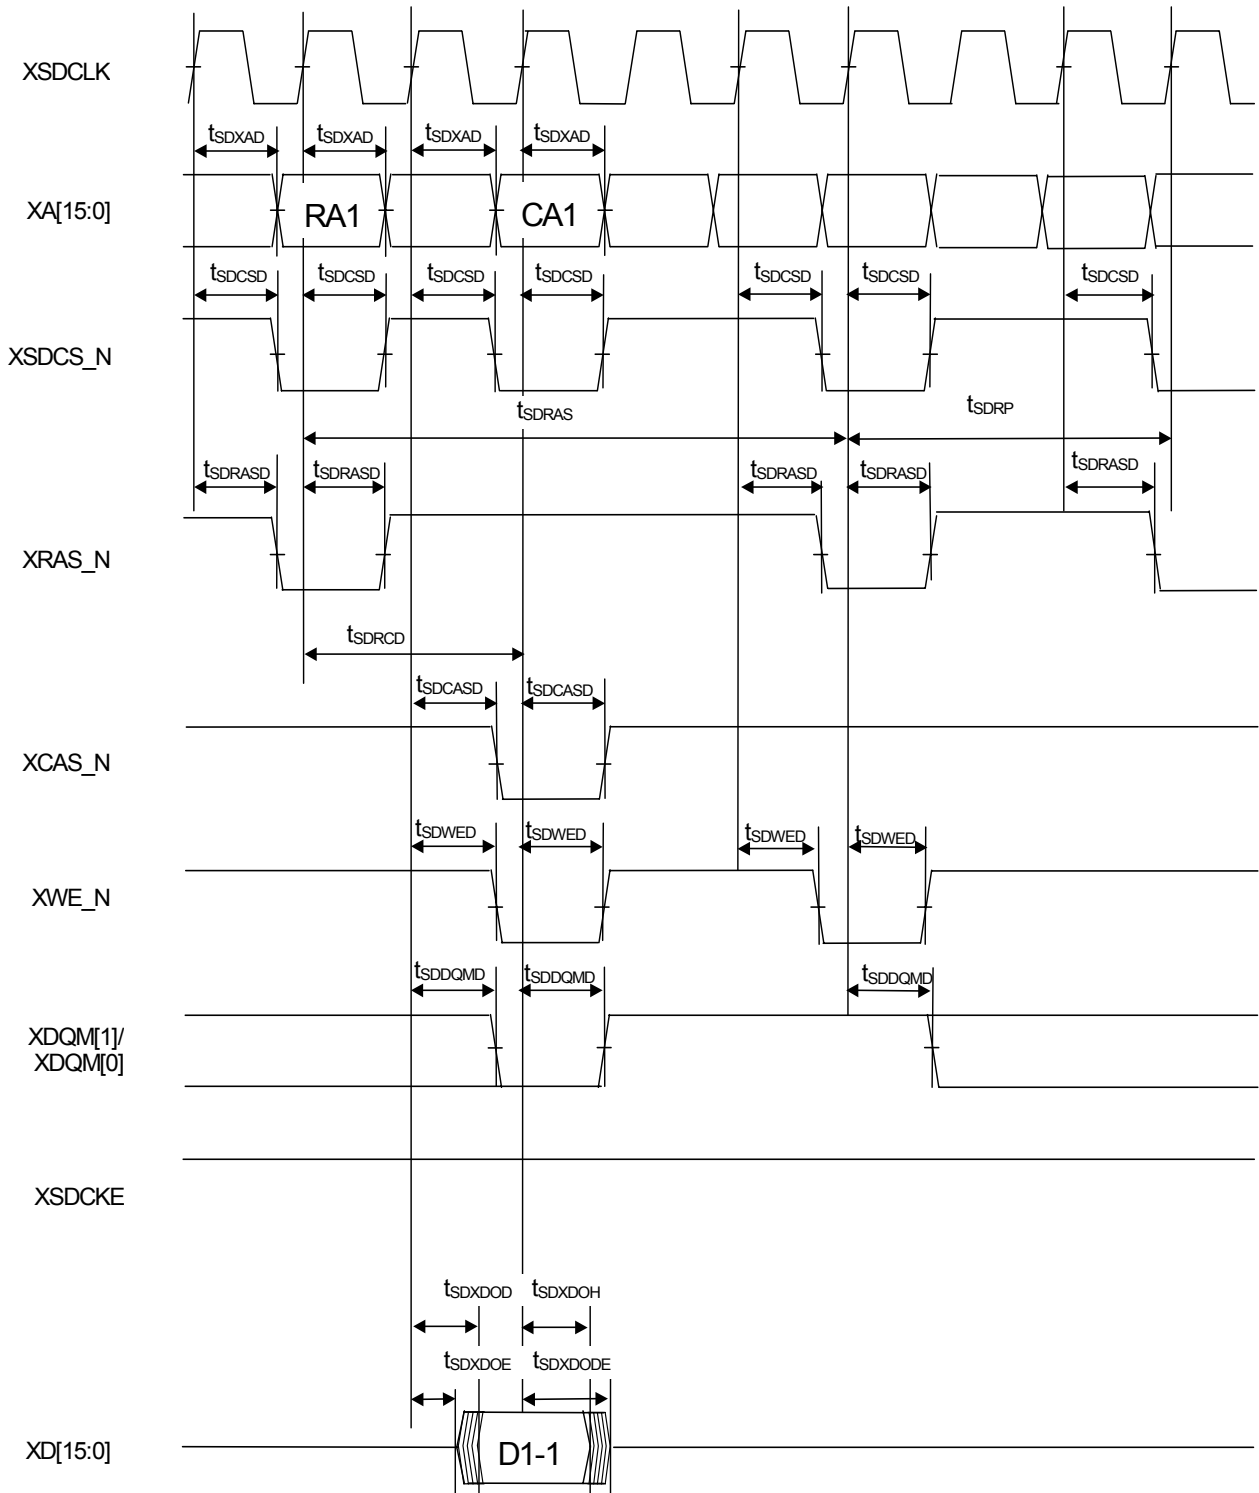 XSDCLK
tSDXAD tSDXAD tSDXAD tSDXAD
XA[15:0] RA1 CA1
tSDCSD tSDCSD tSDCSD tSDCSD tSDCSD tSDCSD tSDCSD
XSDCS_N
tSDRAS tSDRP
tSDRASD tSDRASD tSDRASD tSDRASD tSDRASD
XRAS_N
tSDRCD
tSDCASD tSDCASD
XCAS_N
tSDWED tSDWED tSDWED tSDWED
XWE_N
tSDDQMD tSDDQMD tSDDQMD
XDQM[1]/
XDQM[0]
XSDCKE
tSDXDOD tSDXDOH
tSDXDOE tSDXDODE
XD[15:0] D1-1